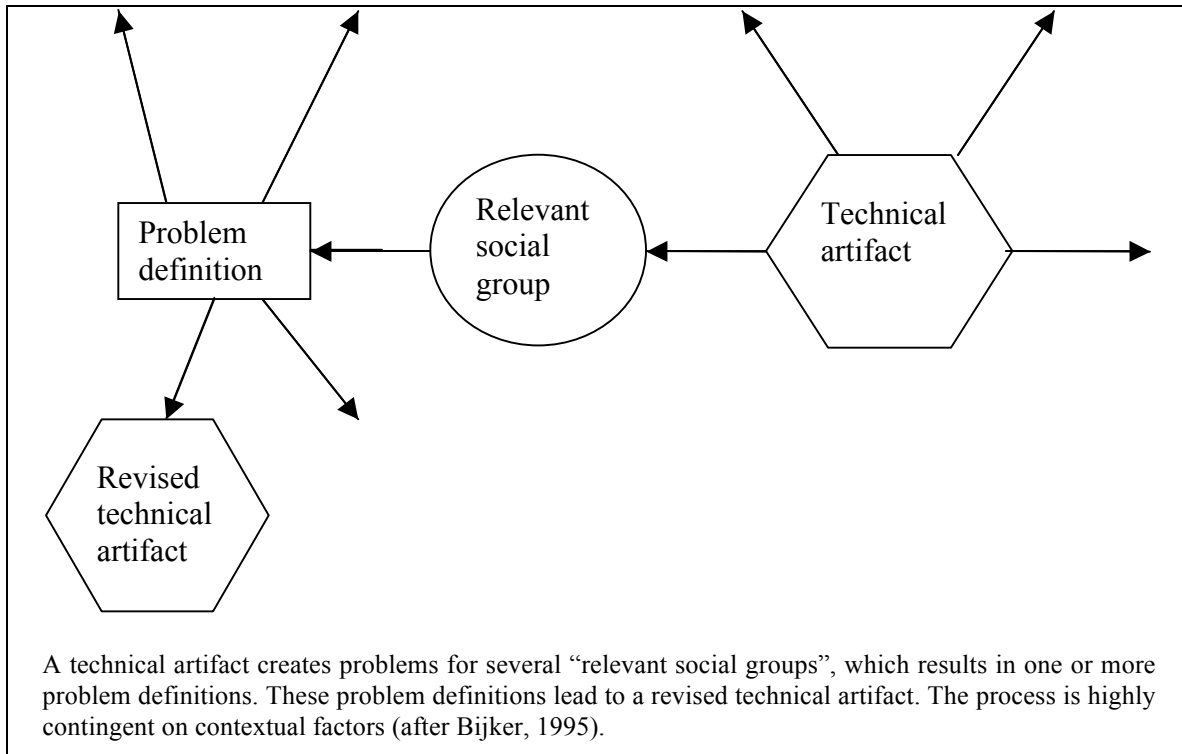 Problem
definition
Relevant
social
group
Technical
artifact
Revised
technical
artifact
A technical artifact creates problems for several “relevant social groups”, which results in one or more
problem definitions. These problem definitions lead to a revised technical artifact. The process is highly
contingent on contextual factors (after Bijker, 1995).